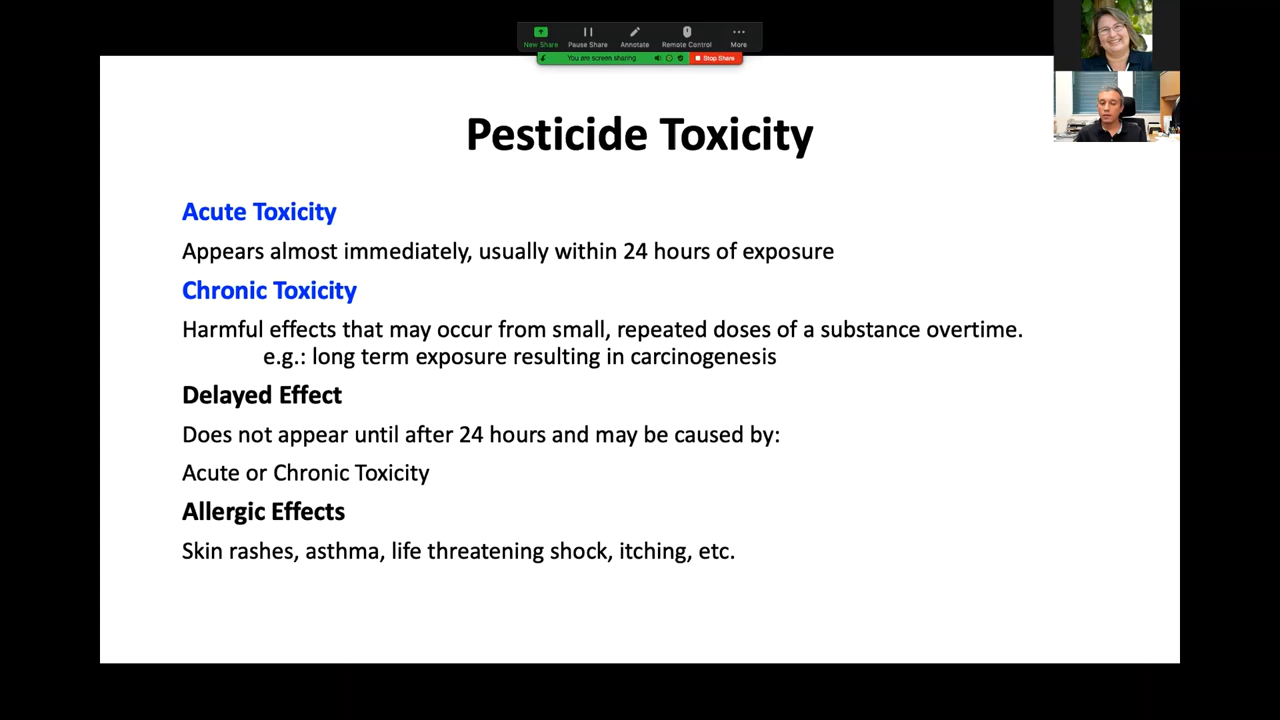 New Share
Pause Share
Annotate
Remote Control
More
You are screen sharing
Stop Share
Pesticide Toxicity
Acute Toxicity
Appears almost immediately, usually within 24 hours of exposure
Chronic Toxicity
Harmful effects that may occur from small, repeated doses of a substance overtime.
e.g.: long term exposure resulting in carcinogenesis
Delayed Effect
Does not appear until after 24 hours and may be caused by:
Acute or Chronic Toxicity
Allergic Effects
Skin rashes, asthma, life threatening shock, itching, etc.